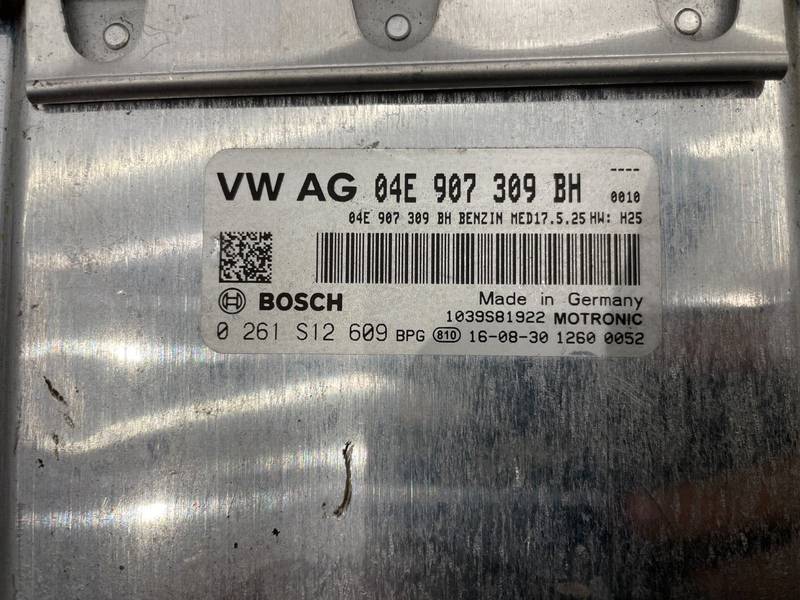 VW AG 04E 907 309 BH ----
0010
04E 907 309 BH BENZIN MED17.5.25 HW: H25
BOSCH Made in Germany
1039S81922 MOTRONIC
0 261 S12 609 BPG 810 16-08-30 1260 0052